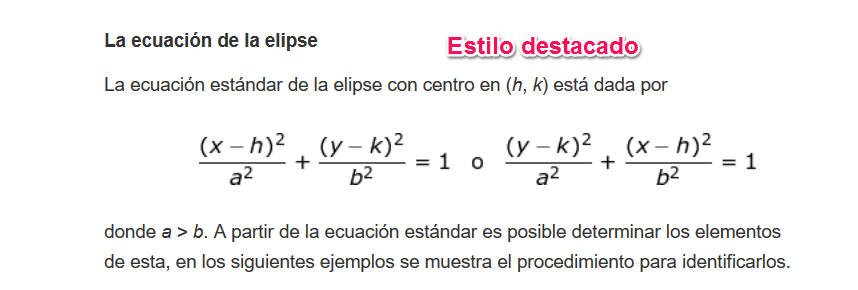 La ecuación de la elipse
Estilo destacado
La ecuación estándar de la elipse con centro en (h, k) está dada por
(x – h)²/a² + (y – k)²/b² = 1 o (y – k)²/a² + (x – h)²/b² = 1
donde a > b. A partir de la ecuación estándar es posible determinar los elementos
de esta, en los siguientes ejemplos se muestra el procedimiento para identificarlos.